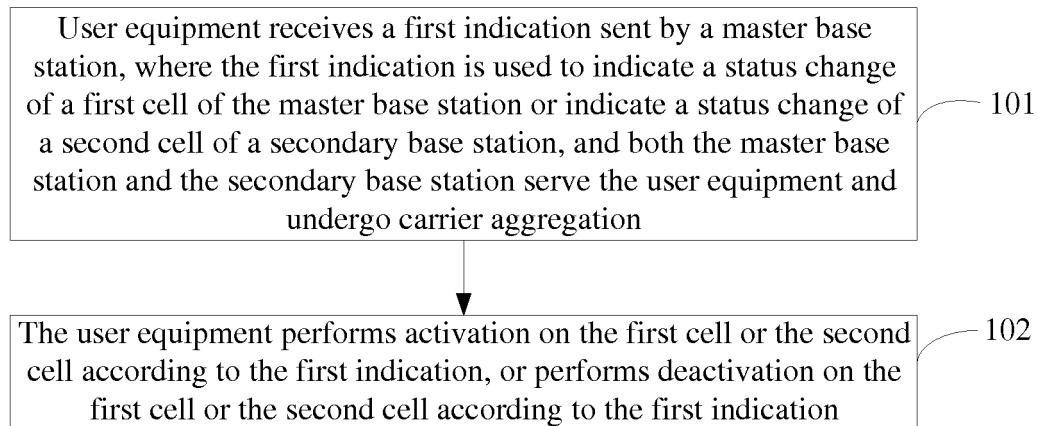 User equipment receives a first indication sent by a master base
station, where the first indication is used to indicate a status change
of a first cell of the master base station or indicate a status change of
a second cell of a secondary base station, and both the master base
station and the secondary base station serve the user equipment and
undergo carrier aggregation
101
The user equipment performs activation on the first cell or the second
cell according to the first indication, or performs deactivation on the
first cell or the second cell according to the first indication
102